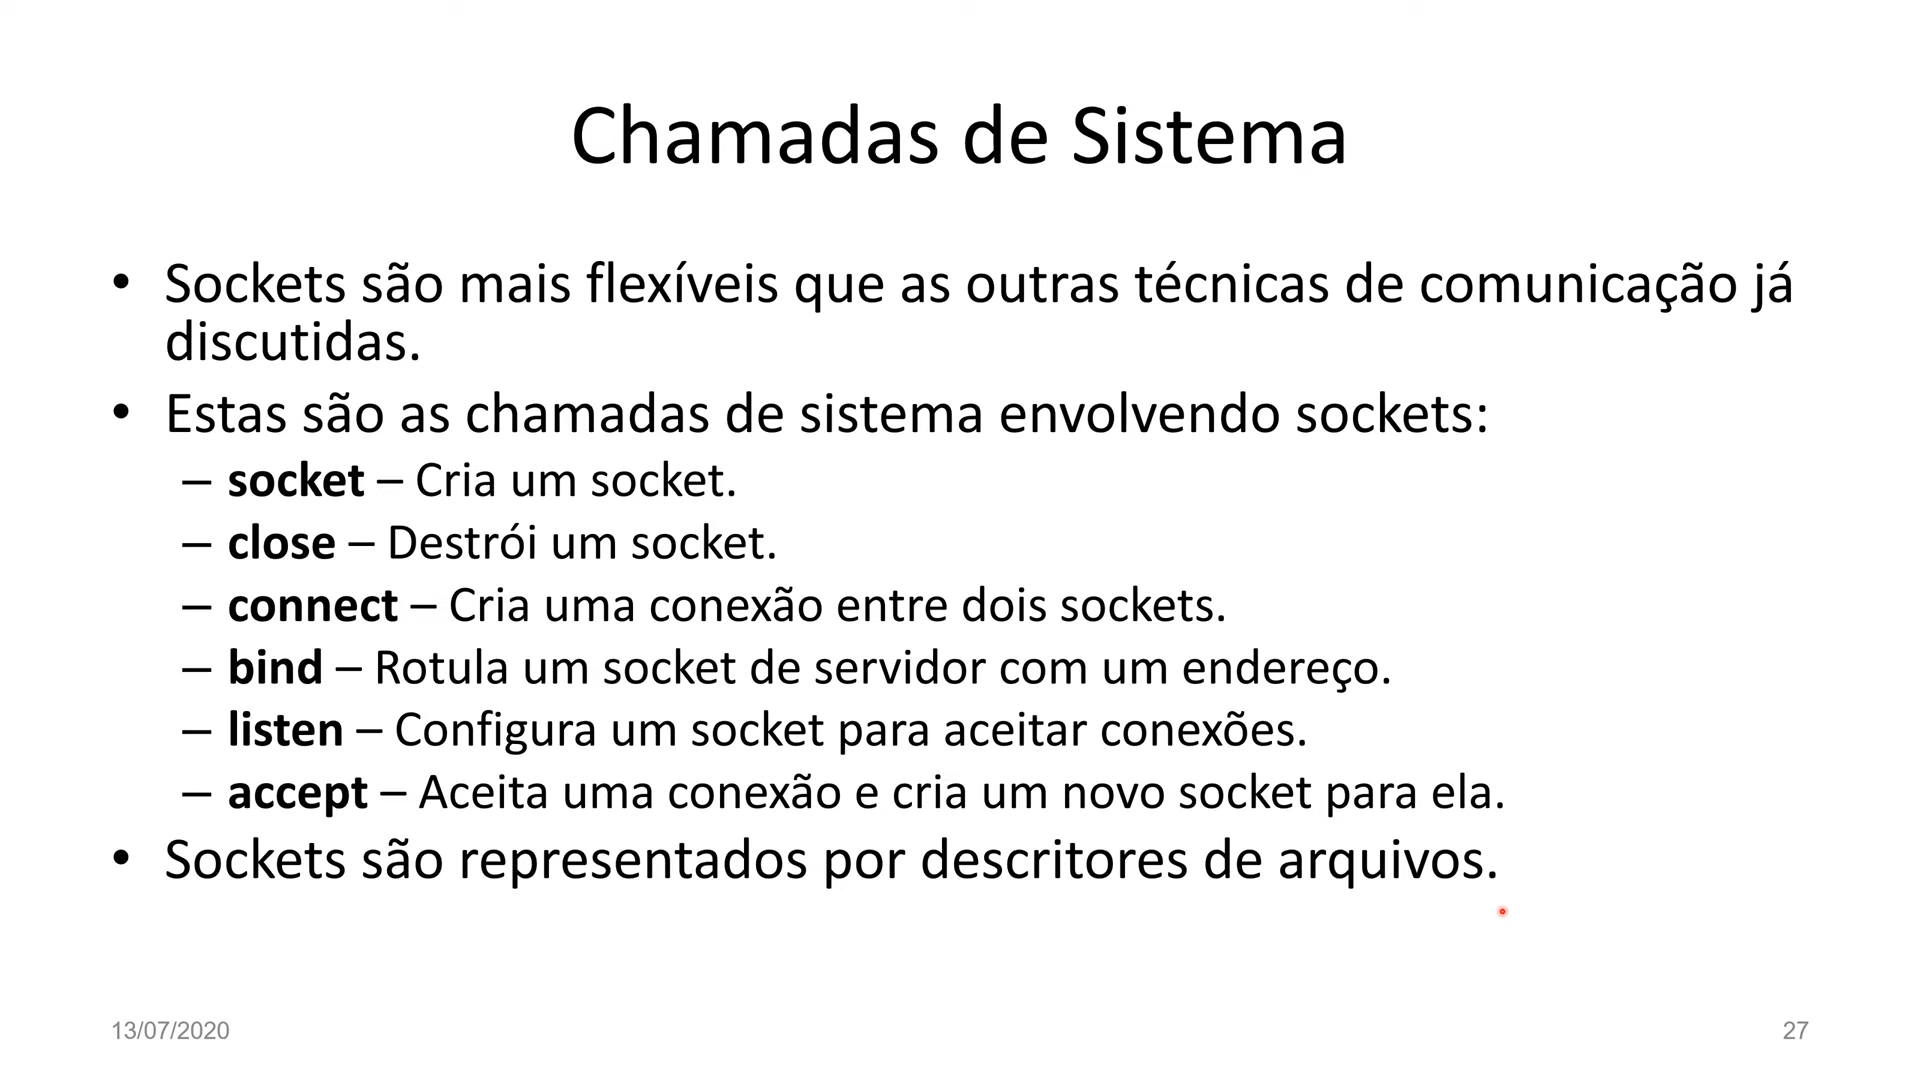 Chamadas de Sistema
• Sockets são mais flexíveis que as outras técnicas de comunicação já
discutidas.
• Estas são as chamadas de sistema envolvendo sockets:
– socket – Cria um socket.
– close – Destrói um socket.
– connect – Cria uma conexão entre dois sockets.
– bind – Rotula um socket de servidor com um endereço.
– listen – Configura um socket para aceitar conexões.
– accept – Aceita uma conexão e cria um novo socket para ela.
• Sockets são representados por descritores de arquivos.
13/07/2020
27